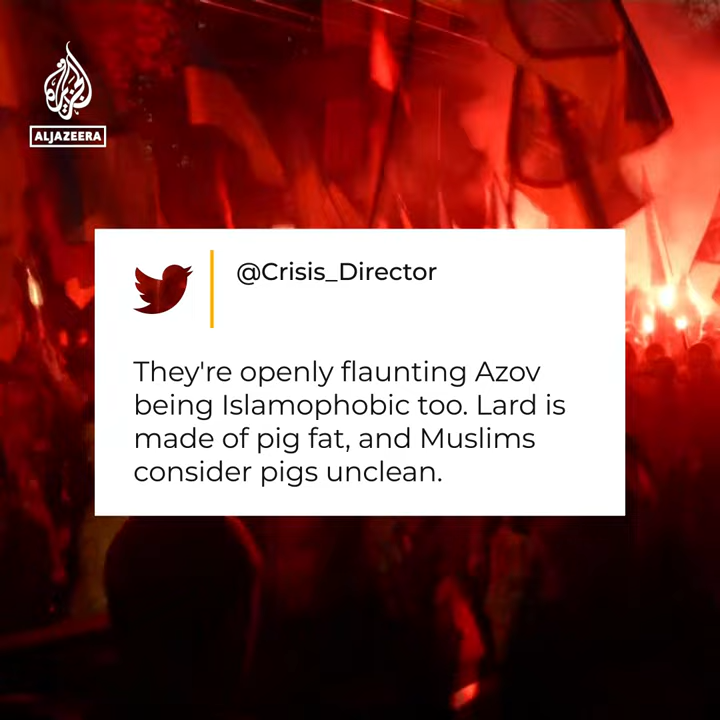 ALJAZEERA
@Crisis_Director
They're openly flaunting Azov
being Islamophobic too. Lard is
made of pig fat, and Muslims
consider pigs unclean.